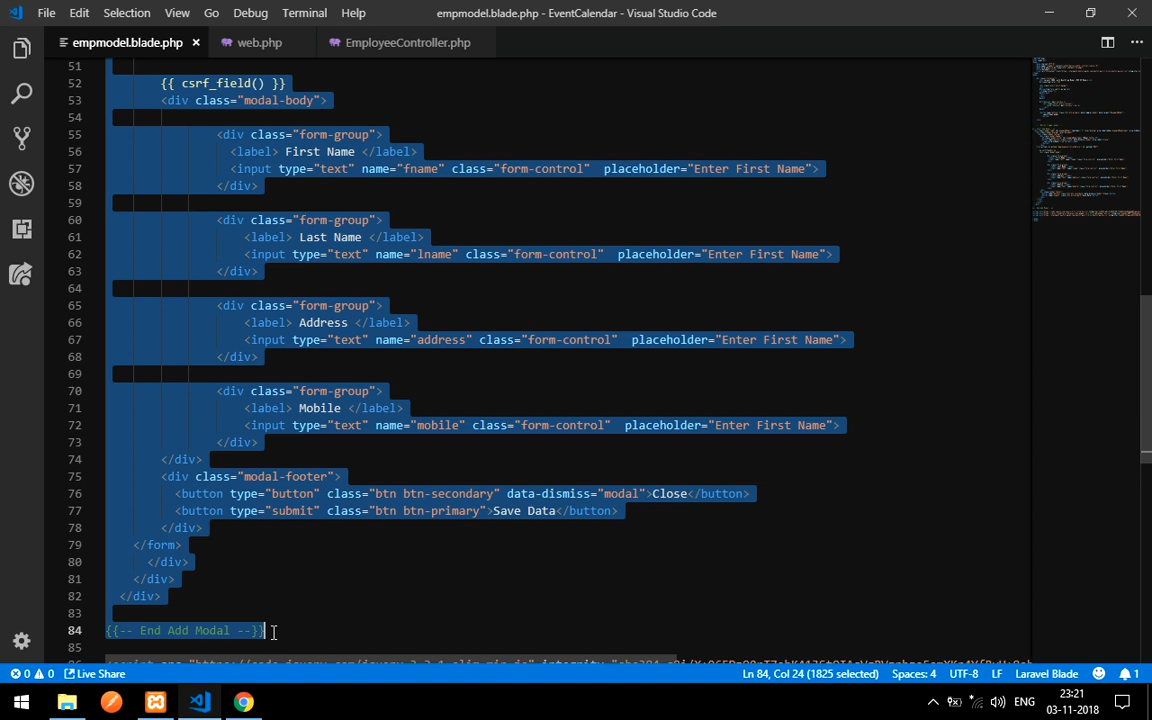 File Edit Selection View Go Debug Terminal Help empmodel.blade.php - EventCalendar - Visual Studio Code
empmodel.blade.php web.php EmployeeController.php
51
52 {{ csrf_field() }}
53 <div class="modal-body">
54
55 <div class="form-group">
56 <label> First Name </label>
57 <input type="text" name="fname" class="form-control" placeholder="Enter First Name">
58 </div>
59
60 <div class="form-group">
61 <label> Last Name </label>
62 <input type="text" name="lname" class="form-control" placeholder="Enter First Name">
63 </div>
64
65 <div class="form-group">
66 <label> Address </label>
67 <input type="text" name="address" class="form-control" placeholder="Enter First Name">
68 </div>
69
70 <div class="form-group">
71 <label> Mobile </label>
72 <input type="text" name="mobile" class="form-control" placeholder="Enter First Name">
73 </div>
74 </div>
75 <div class="modal-footer">
76 <button type="button" class="btn btn-secondary" data-dismiss="modal">Close</button>
77 <button type="submit" class="btn btn-primary">Save Data</button>
78 </div>
79 </form>
80 </div>
81 </div>
82 </div>
83
84 {{-- End Add Modal --}}
85
0 0 Live Share Ln 84, Col 24 (1825 selected) Spaces: 4 UTF-8 LF Laravel Blade 1
ENG 23:21
03-11-2018